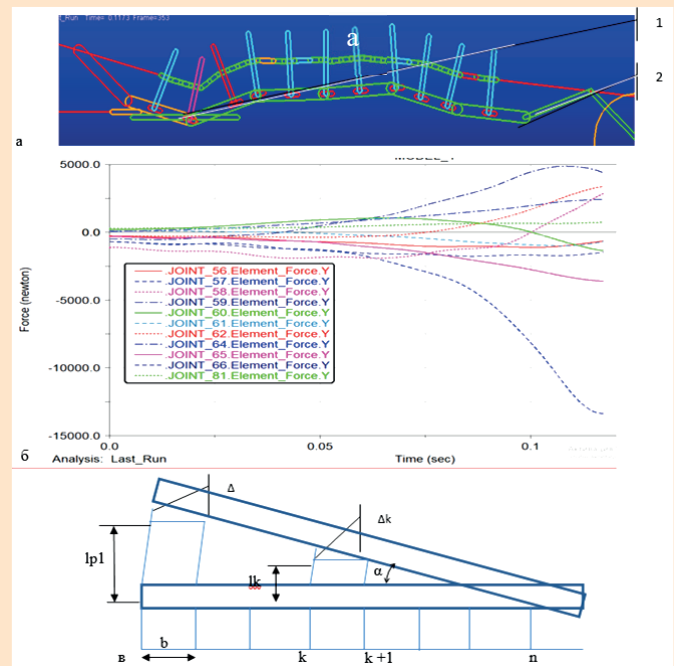 l_Run Time= 0.1173 Frame=353
a
1
2
а
5000.0
0.0
-5000.0
-10000.0
-15000.0
Force (newton)
.JOINT_56.Element_Force.Y
.JOINT_57.Element_Force.Y
.JOINT_58.Element_Force.Y
.JOINT_59.Element_Force.Y
.JOINT_60.Element_Force.Y
.JOINT_61.Element_Force.Y
.JOINT_62.Element_Force.Y
.JOINT_64.Element_Force.Y
.JOINT_65.Element_Force.Y
.JOINT_66.Element_Force.Y
.JOINT_81.Element_Force.Y
0.0 0.05 0.1
б
Analysis: Last_Run Time (sec)
Δ
Δk
lp1
lk
α
b
в k k +1 n